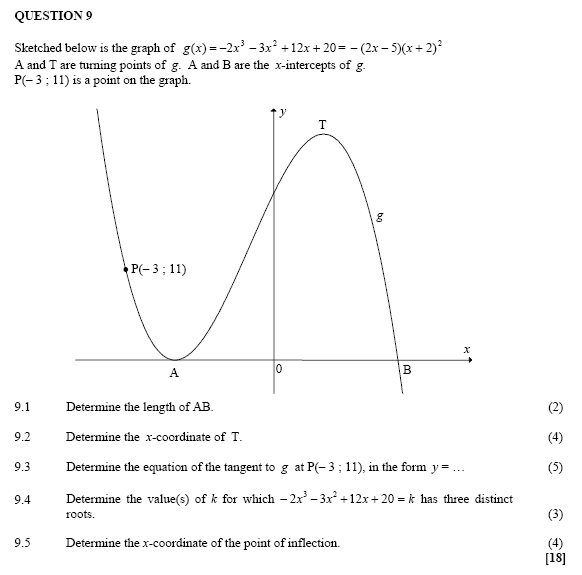 QUESTION 9
Sketched below is the graph of g(x) = −2x³ − 3x² + 12x + 20 = − (2x − 5)(x + 2)²
A and T are turning points of g. A and B are the x-intercepts of g.
P(− 3 ; 11) is a point on the graph.
y
T
g
P(− 3 ; 11)
x
A
0
B
9.1 Determine the length of AB. (2)
9.2 Determine the x-coordinate of T. (4)
9.3 Determine the equation of the tangent to g at P(− 3 ; 11), in the form y = ... (5)
9.4 Determine the value(s) of k for which − 2x³ − 3x² + 12x + 20 = k has three distinct
roots. (3)
9.5 Determine the x-coordinate of the point of inflection. (4)
[18]